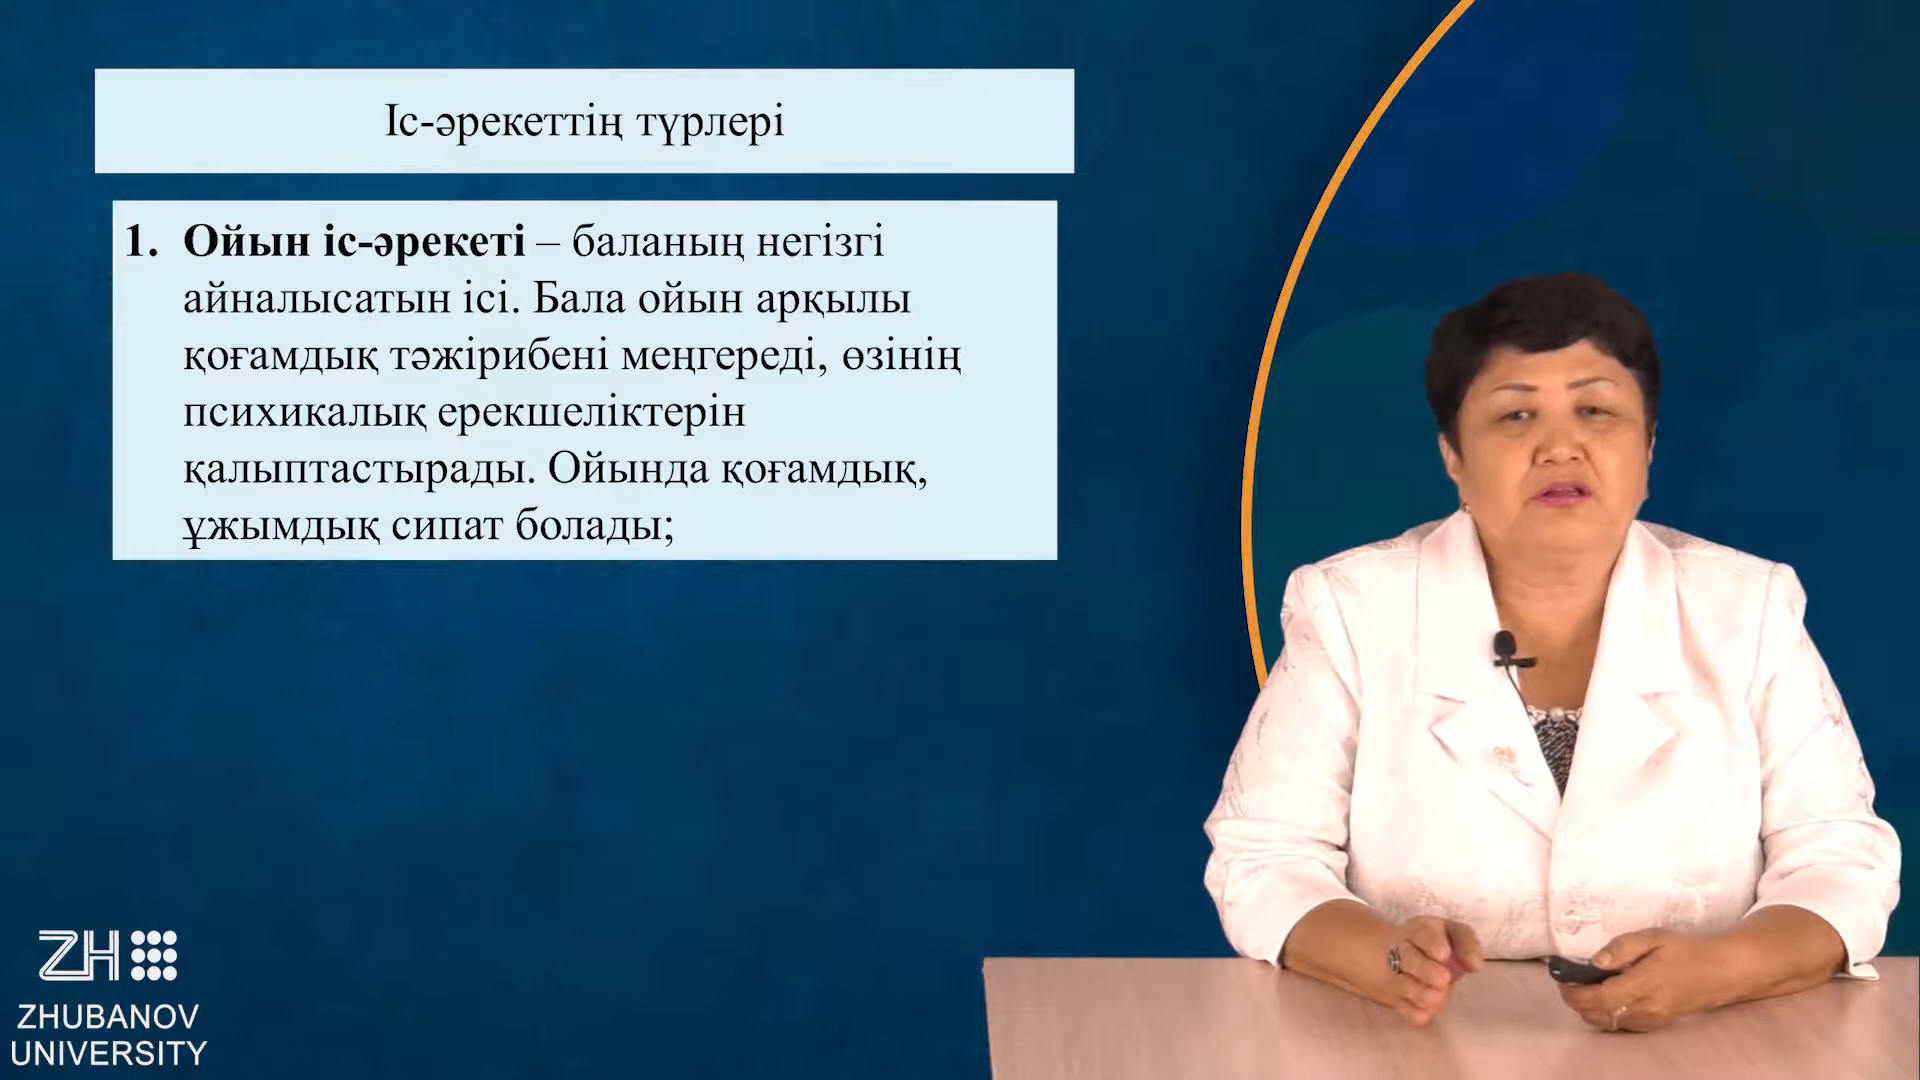 Іс-әрекеттің түрлері
1. Ойын іс-әрекеті – баланың негізгі
айналысатын ісі. Бала ойын арқылы
қоғамдық тәжірибені меңгереді, өзінің
психикалық ерекшеліктерін
қалыптастырады. Ойында қоғамдық,
ұжымдық сипат болады;
ZH
ZHUBANOV
UNIVERSITY